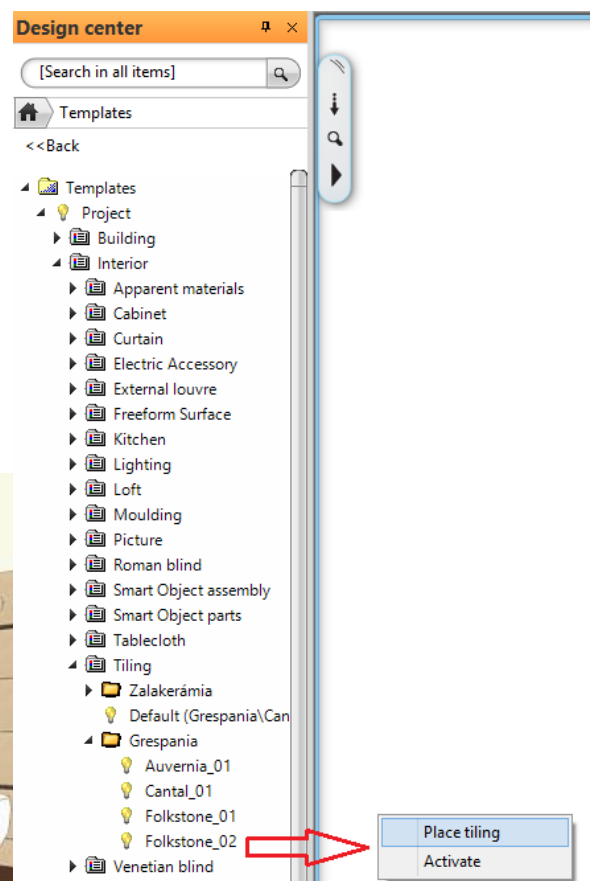 Design center
[Search in all items]
Templates
<<Back
Templates
Project
Building
Interior
Apparent materials
Cabinet
Curtain
Electric Accessory
External louvre
Freeform Surface
Kitchen
Lighting
Loft
Moulding
Picture
Roman blind
Smart Object assembly
Smart Object parts
Tablecloth
Tiling
Zalakerámia
Default (Grespania\Can
Grespania
Auvernia_01
Cantal_01
Folkstone_01
Folkstone_02
Place tiling
Activate
Venetian blind